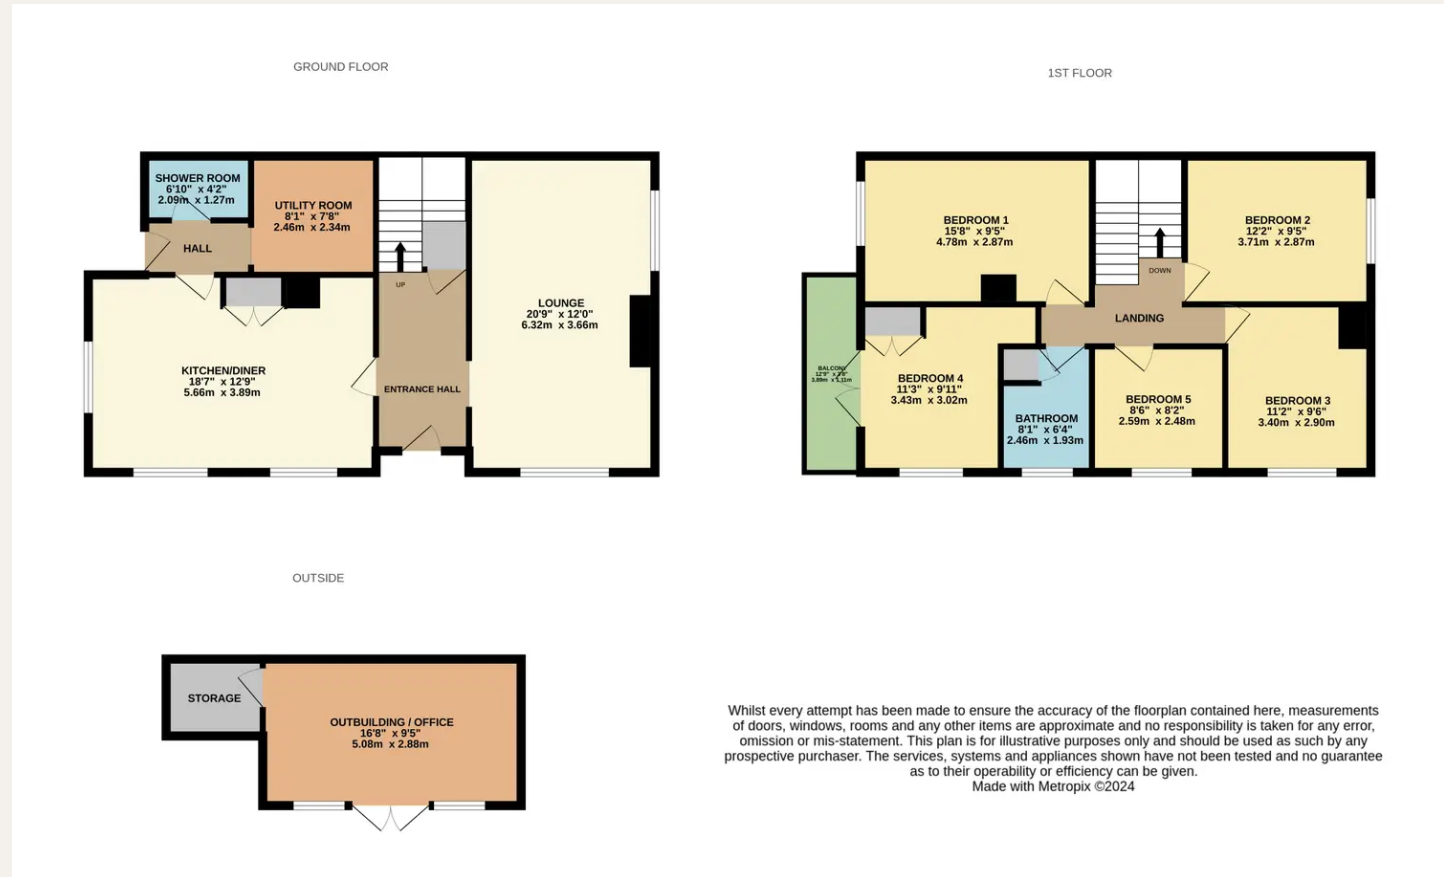 GROUND FLOOR
1ST FLOOR
SHOWER ROOM
6'10" x 4'2"
2.09m x 1.27m
UTILITY ROOM
8'1" x 7'8"
2.46m x 2.34m
HALL
UP
LOUNGE
20'9" x 12'0"
6.32m x 3.66m
KITCHEN/DINER
18'7" x 12'9"
5.66m x 3.89m
ENTRANCE HALL
BEDROOM 1
15'8" x 9'5"
4.78m x 2.87m
BEDROOM 2
12'2" x 9'5"
3.71m x 2.87m
DOWN
LANDING
BALCONY
12'9" x
3.89m x 1.11m
BEDROOM 4
11'3" x 9'11"
3.43m x 3.02m
BATHROOM
8'1" x 6'4"
2.46m x 1.93m
BEDROOM 5
8'6" x 8'2"
2.59m x 2.48m
BEDROOM 3
11'2" x 9'6"
3.40m x 2.90m
OUTSIDE
STORAGE
OUTBUILDING / OFFICE
16'8" x 9'5"
5.08m x 2.88m
Whilst every attempt has been made to ensure the accuracy of the floorplan contained here, measurements
of doors, windows, rooms and any other items are approximate and no responsibility is taken for any error,
omission or mis-statement. This plan is for illustrative purposes only and should be used as such by any
prospective purchaser. The services, systems and appliances shown have not been tested and no guarantee
as to their operability or efficiency can be given.
Made with Metropix ©2024